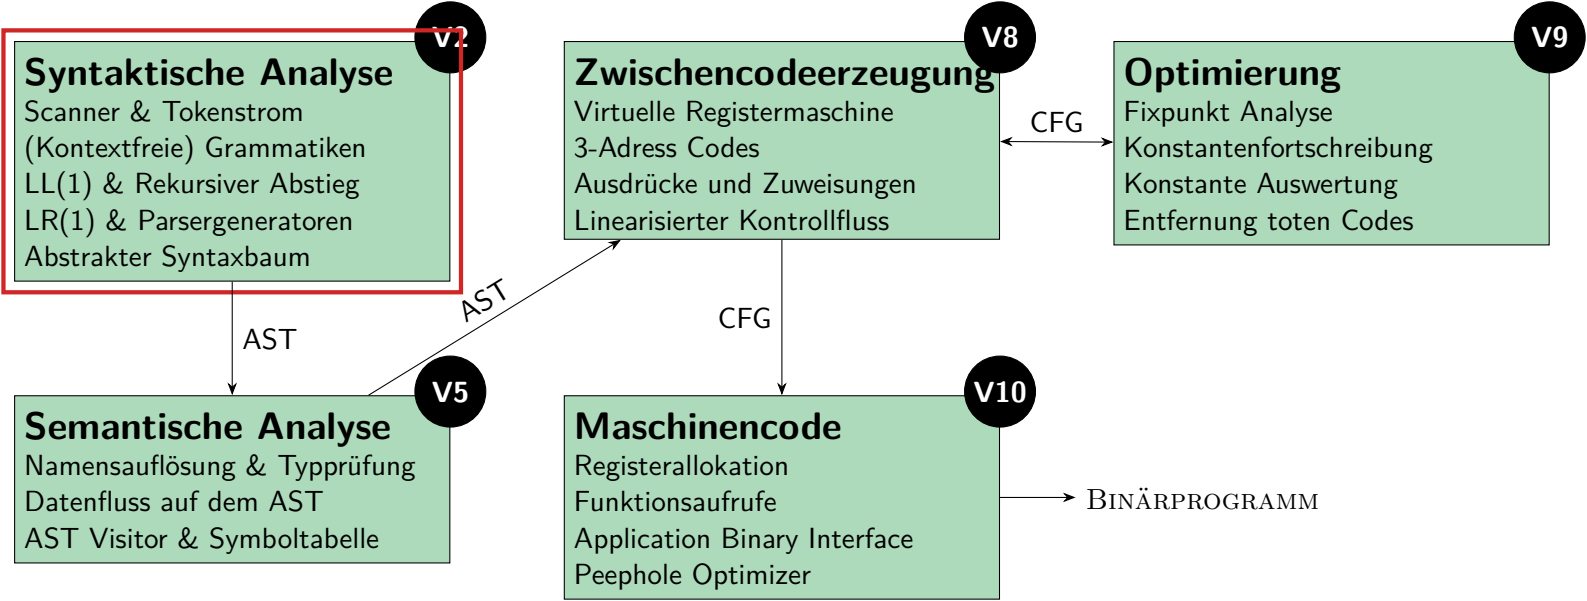 V2
Syntaktische Analyse
Scanner & Tokenstrom
(Kontextfreie) Grammatiken
LL(1) & Rekursiver Abstieg
LR(1) & Parsergeneratoren
Abstrakter Syntaxbaum
AST
V5
Semantische Analyse
Namensauflösung & Typprüfung
Datenfluss auf dem AST
AST Visitor & Symboltabelle
AST
V8
Zwischencodeerzeugung
Virtuelle Registermaschine
3-Adress Codes
Ausdrücke und Zuweisungen
Linearisierter Kontrollfluss
CFG
V9
Optimierung
Fixpunkt Analyse
Konstantenfortschreibung
Konstante Auswertung
Entfernung toten Codes
CFG
V10
Maschinencode
Registerallokation
Funktionsaufrufe
Application Binary Interface
Peephole Optimizer
BINÄRPROGRAMM